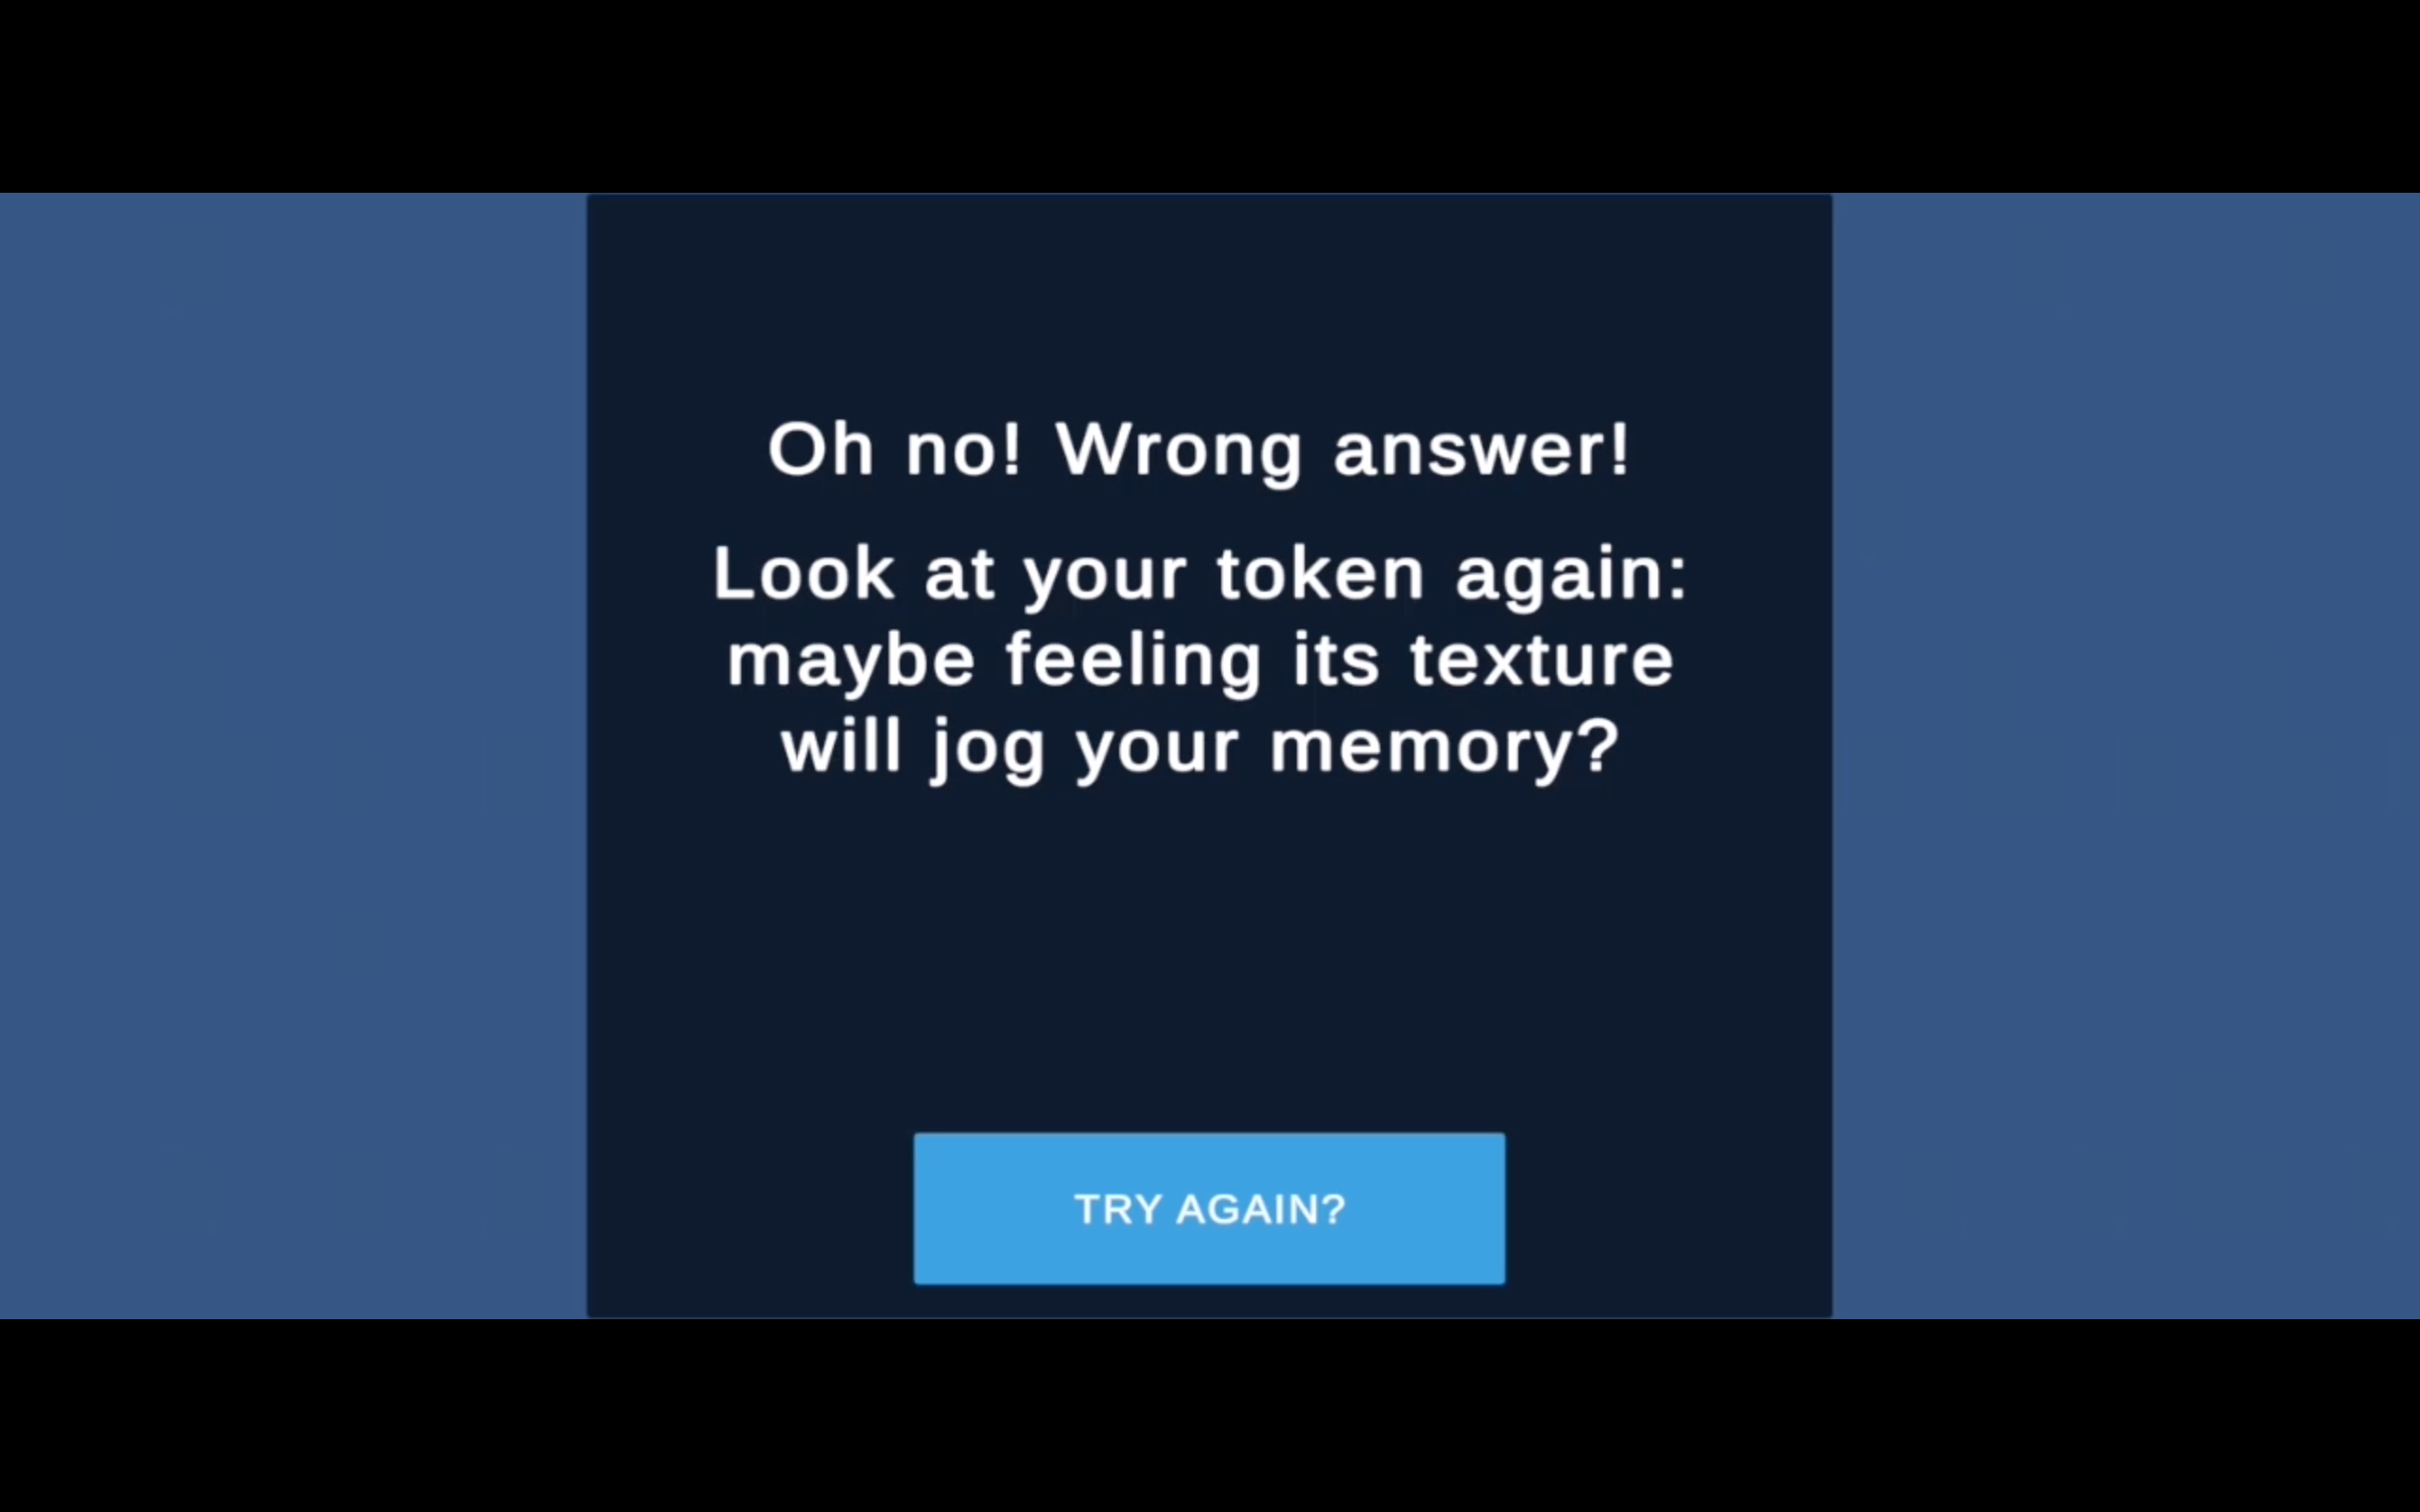 Oh no! Wrong answer!
Look at your token again:
maybe feeling its texture
will jog your memory?
TRY AGAIN?